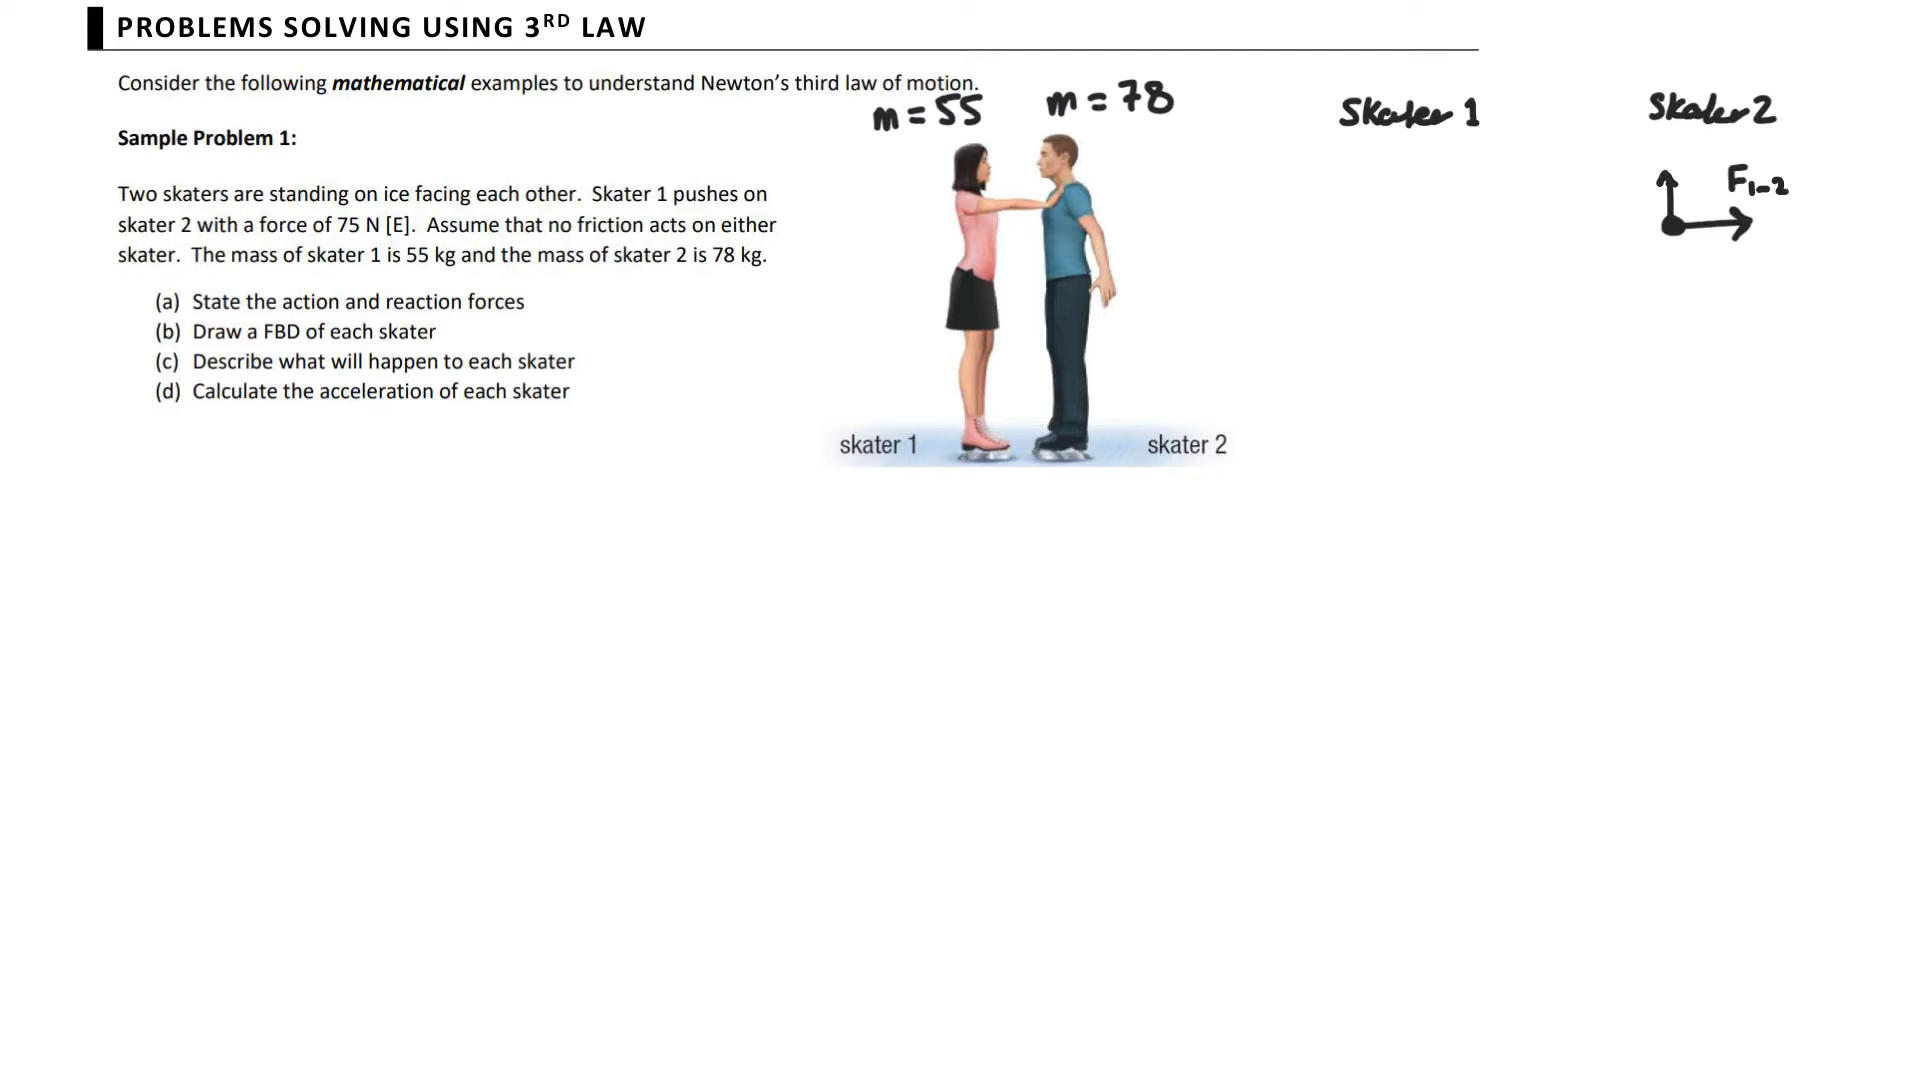 PROBLEMS SOLVING USING 3RD LAW
Consider the following mathematical examples to understand Newton's third law of motion.
m = 55
m = 78
Skater 1
Skater 2
Sample Problem 1:
F1-2
Two skaters are standing on ice facing each other. Skater 1 pushes on
skater 2 with a force of 75 N [E]. Assume that no friction acts on either
skater. The mass of skater 1 is 55 kg and the mass of skater 2 is 78 kg.
(a) State the action and reaction forces
(b) Draw a FBD of each skater
(c) Describe what will happen to each skater
(d) Calculate the acceleration of each skater
skater 1
skater 2